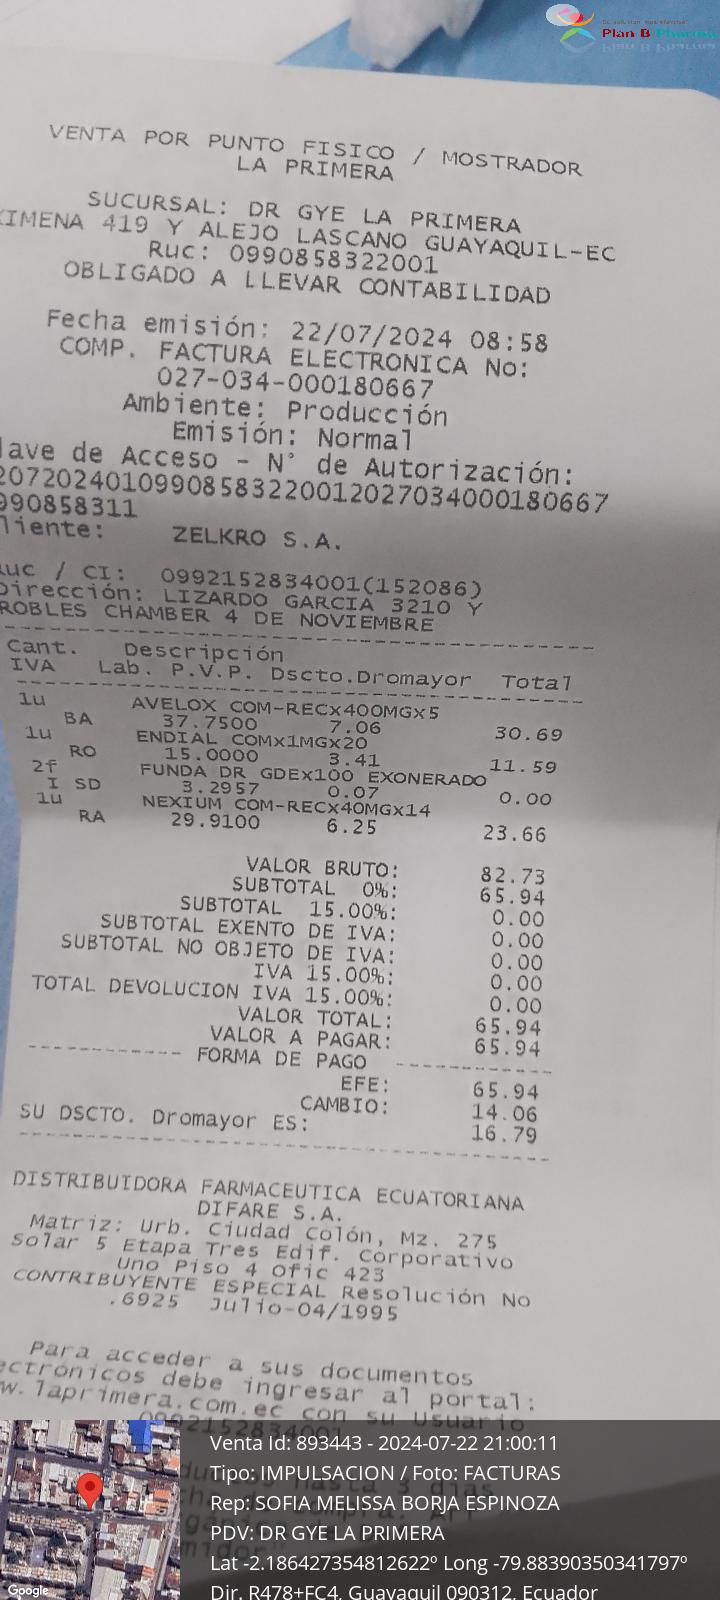 Plan B Pharma
VENTA POR PUNTO FISICO / MOSTRADOR
LA PRIMERA
SUCURSAL: DR GYE LA PRIMERA
XIMENA 419 Y ALEJO LASCANO GUAYAQUIL-EC
Ruc: 0990858322001
OBLIGADO A LLEVAR CONTABILIDAD
Fecha emisión: 22/07/2024 08:58
COMP. FACTURA ELECTRONICA No:
027-034-000180667
Ambiente: Producción
Emisión: Normal
lave de Acceso - N° de Autorización:
20720240109908583220012027034000180667
990858311
liente: ZELKRO S.A.
Ruc / CI: 0992152834001(152086)
Dirección: LIZARDO GARCIA 3210 Y
ROBLES CHAMBER 4 DE NOVIEMBRE
Cant. Descripción
IVA Lab. P.V.P. Dscto.Dromayor Total
1u AVELOX COM-RECx400MGx5
BA 37.7500 7.06 30.69
1u ENDIAL COMx1MGx20
RO 15.0000 3.41 11.59
2f FUNDA DR GDEx100 EXONERADO
I SD 3.2957 0.07 0.00
1u NEXIUM COM-RECx40MGx14
RA 29.9100 6.25 23.66
VALOR BRUTO: 82.73
SUBTOTAL 0%: 65.94
SUBTOTAL 15.00%: 0.00
SUBTOTAL EXENTO DE IVA: 0.00
SUBTOTAL NO OBJETO DE IVA: 0.00
IVA 15.00%: 0.00
TOTAL DEVOLUCION IVA 15.00%: 0.00
VALOR TOTAL: 65.94
VALOR A PAGAR: 65.94
------------ FORMA DE PAGO ------------
EFE: 65.94
CAMBIO: 14.06
SU DSCTO. Dromayor ES: 16.79
DISTRIBUIDORA FARMACEUTICA ECUATORIANA
DIFARE S.A.
Matriz: Urb. Ciudad Colón, Mz. 275
Solar 5 Etapa Tres Edif. Corporativo
Uno Piso 4 Ofic 423
CONTRIBUYENTE ESPECIAL Resolución No
.6925 Julio-04/1995
Para acceder a sus documentos
ectrónicos debe ingresar al portal:
w.laprimera.com.ec con su Usuario
0992152834001
Venta Id: 893443 - 2024-07-22 21:00:11
Tipo: IMPULSACION / Foto: FACTURAS
Rep: SOFIA MELISSA BORJA ESPINOZA
PDV: DR GYE LA PRIMERA
Lat -2.186427354812622º Long -79.88390350341797º
Dir. R478+FC4, Guayaquil 090312, Ecuador
Google